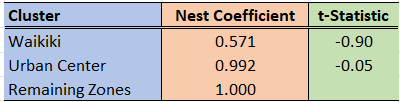 Cluster Nest Coefficient t-Statistic
Waikiki 0.571 -0.90
Urban Center 0.992 -0.05
Remaining Zones 1.000